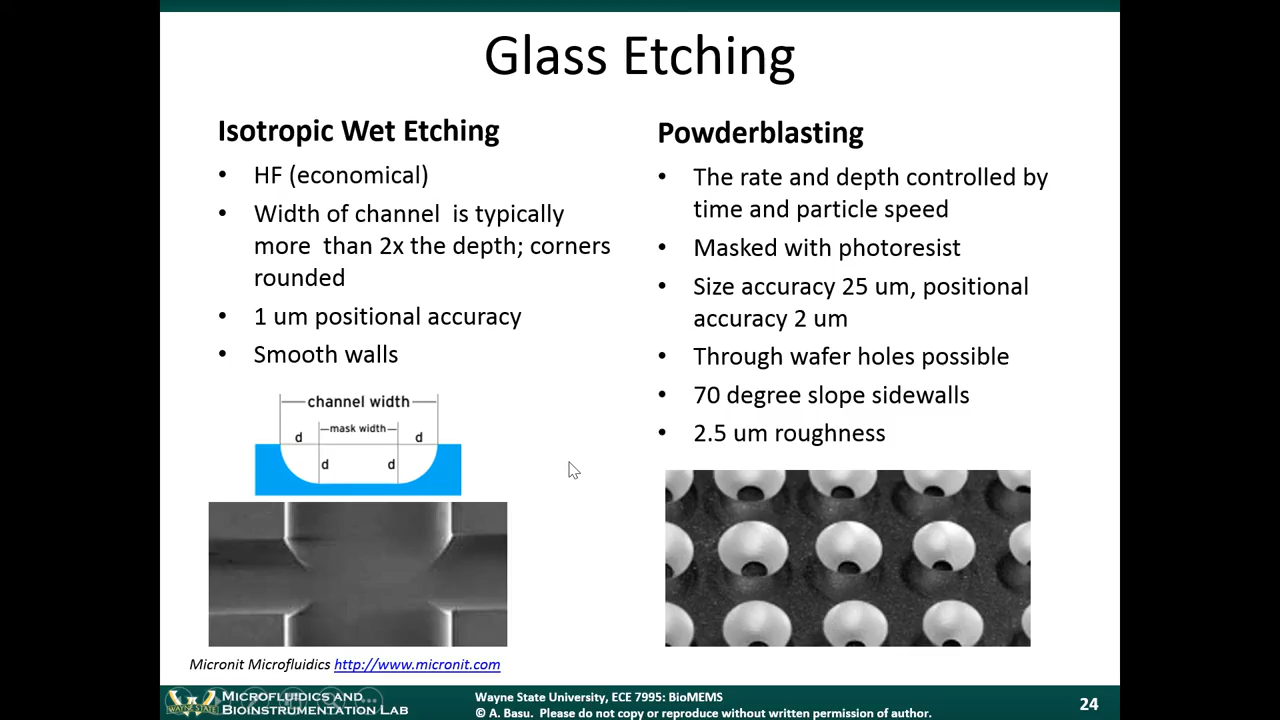 Glass Etching
Isotropic Wet Etching
• HF (economical)
• Width of channel is typically
more than 2x the depth; corners
rounded
• 1 um positional accuracy
• Smooth walls
channel width
mask width
d
d
d
d
Micronit Microfluidics http://www.micronit.com
Powderblasting
• The rate and depth controlled by
time and particle speed
• Masked with photoresist
• Size accuracy 25 um, positional
accuracy 2 um
• Through wafer holes possible
• 70 degree slope sidewalls
• 2.5 um roughness
WAYNE STATE
MICROFLUIDICS AND
BIOINSTRUMENTATION LAB
Wayne State University, ECE 7995: BioMEMS
© A. Basu. Please do not copy or reproduce without written permission of author.
24